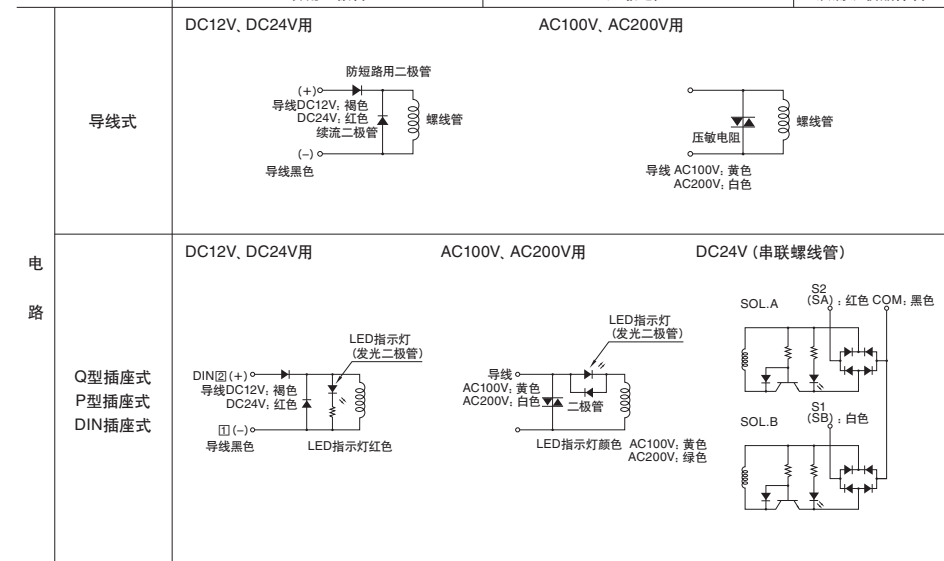 电
路
导线式
DC12V、DC24V用
防短路用二极管
(+)
导线DC12V: 褐色
DC24V: 红色
续流二极管
螺线管
(-)
导线黑色
AC100V、AC200V用
压敏电阻
螺线管
导线 AC100V: 黄色
AC200V: 白色
Q型插座式
P型插座式
DIN插座式
DC12V、DC24V用
LED指示灯
(发光二极管)
DIN2(+)
导线DC12V: 褐色
DC24V: 红色
1(-)
导线黑色
LED指示灯红色
AC100V、AC200V用
LED指示灯
(发光二极管)
导线
AC100V: 黄色
AC200V: 白色
二极管
LED指示灯颜色 AC100V: 黄色
AC200V: 绿色
DC24V (串联螺线管)
SOL.A
S2
(SA) : 红色 COM: 黑色
SOL.B
S1
(SB) : 白色